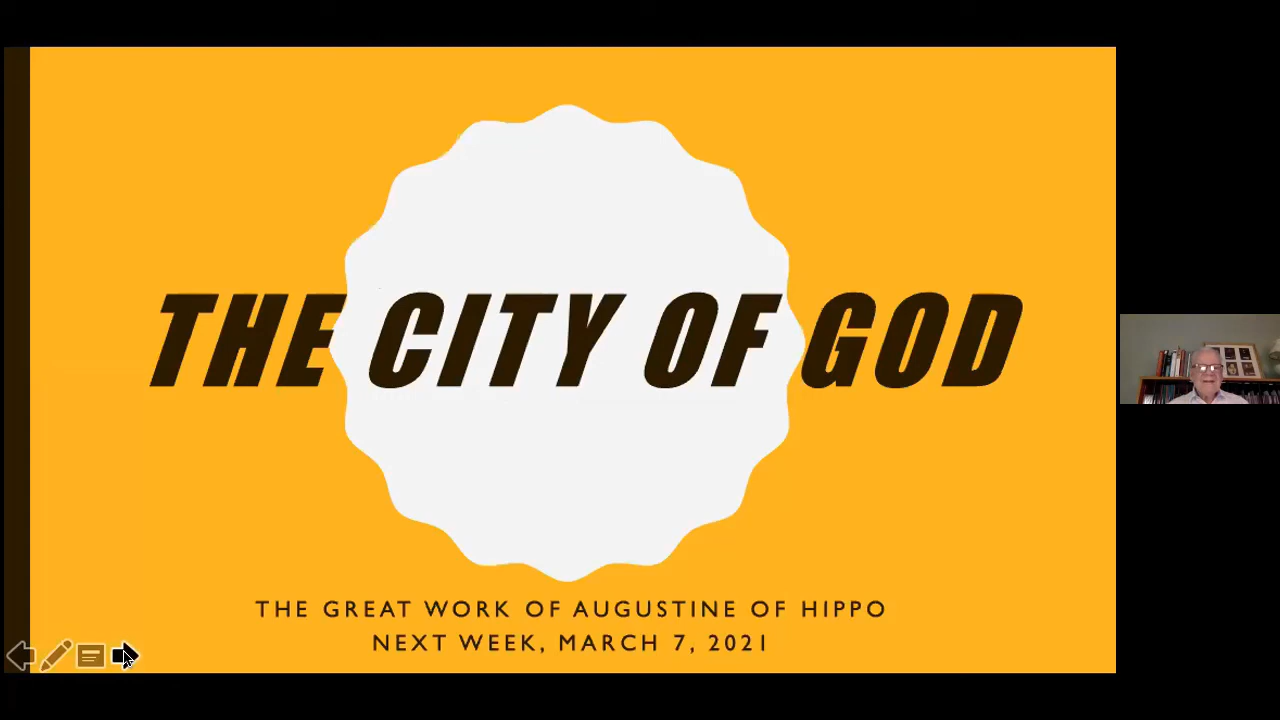 THE CITY OF GOD
THE GREAT WORK OF AUGUSTINE OF HIPPO
NEXT WEEK, MARCH 7, 2021